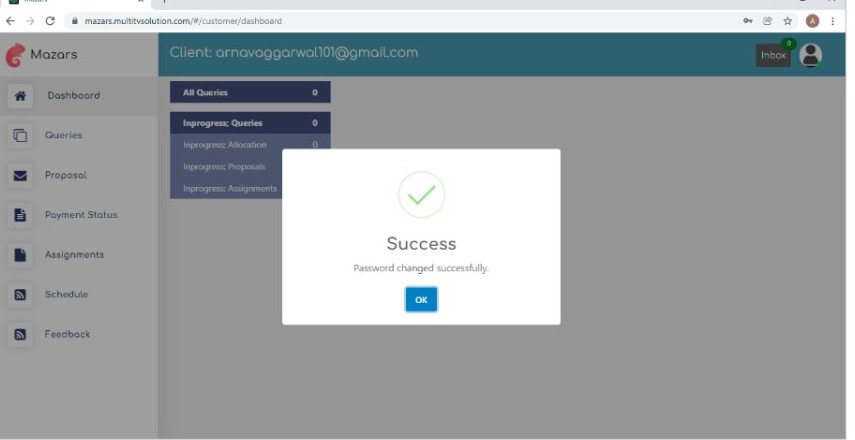 mazars.multitvsolution.com/#/customer/dashboard
A
Mazars
Client: arnavaggarwal101@gmail.com
Inbox 0
Dashboard
Queries
Proposal
Payment Status
Assignments
Schedule
Feedback
All Queries 0
Inprogress; Queries 0
Inprogress; Allocation 0
Inprogress; Proposals
Inprogress; Assignments
Success
Password changed successfully.
OK